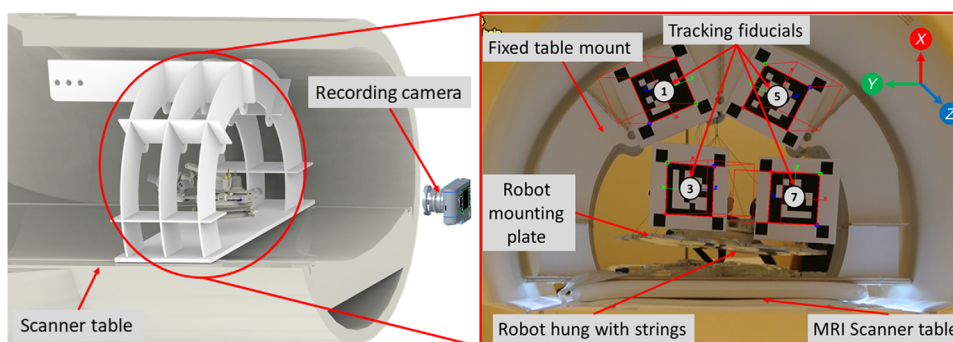 Recording camera
Scanner table
Tracking fiducials
Fixed table mount
X
Y
Z
1
5
3
7
Robot
mounting
plate
Robot hung with strings
MRI Scanner table